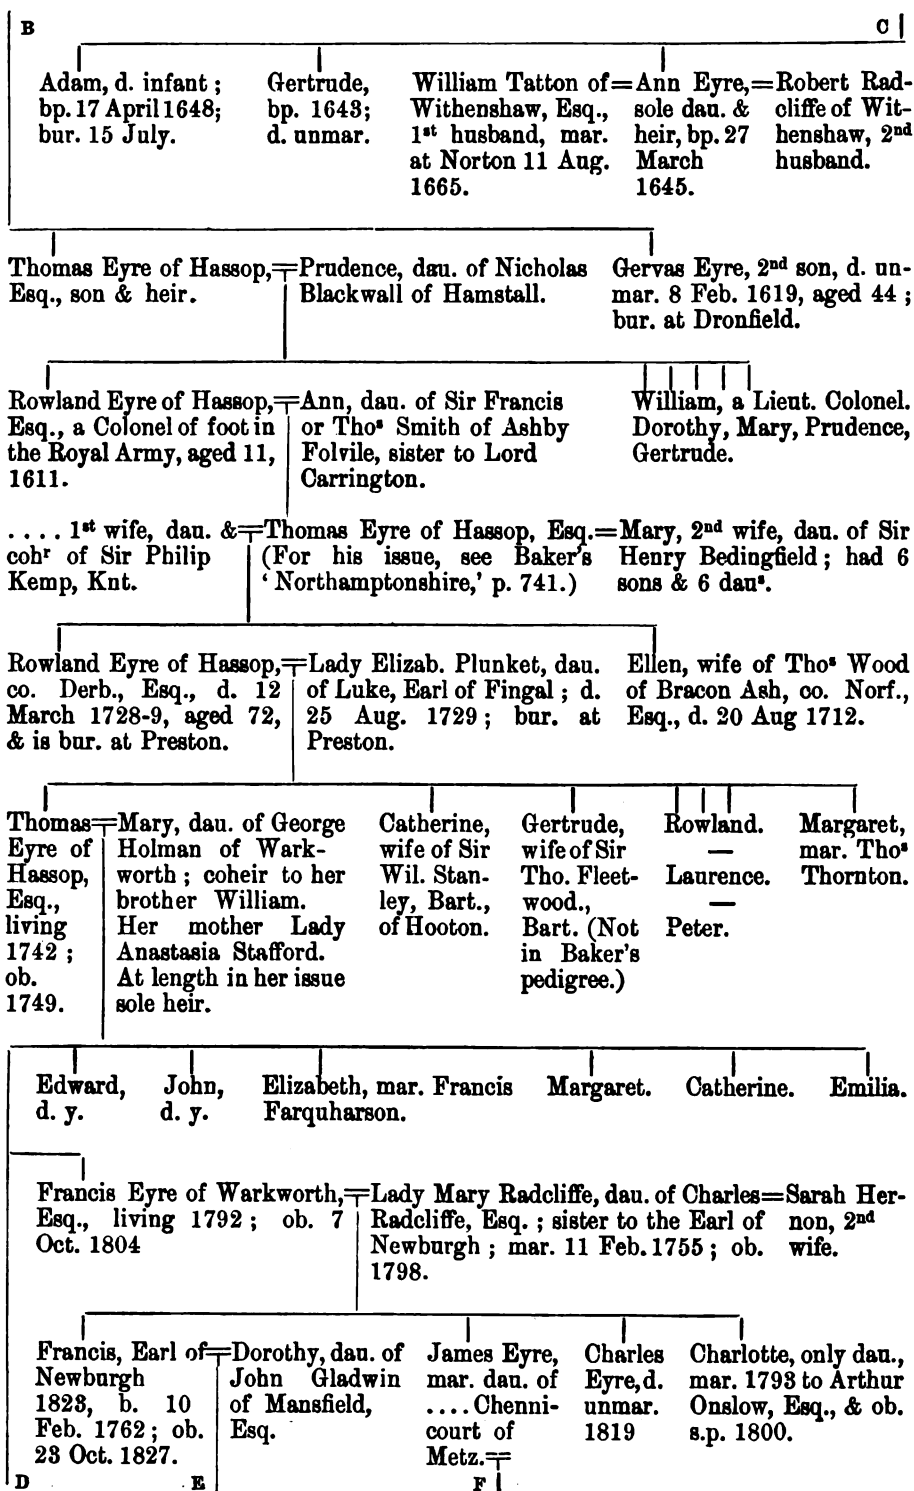 B
C
Adam, d. infant ;
bp. 17 April 1648;
bur. 15 July.
Gertrude,
bp. 1643;
d. unmar.
William Tatton of=
Withenshaw, Esq.,
1st husband, mar.
at Norton 11 Aug.
1665.
Ann Eyre,=
sole dau. &
heir, bp. 27
March
1645.
Robert Rad-
cliffe of Wit-
henshaw, 2nd
husband.
Thomas Eyre of Hassop,=
Esq., son & heir.
Prudence, dau. of Nicholas
Blackwall of Hamstall.
Gervas Eyre, 2nd son, d. un-
mar. 8 Feb. 1619, aged 44 ;
bur. at Dronfield.
Rowland Eyre of Hassop,=
Esq., a Colonel of foot in
the Royal Army, aged 11,
1611.
Ann, dau. of Sir Francis
or Thos Smith of Ashby
Folvile, sister to Lord
Carrington.
William, a Lieut. Colonel.
Dorothy, Mary, Prudence,
Gertrude.
.... 1st wife, dau. &=
cohr of Sir Philip
Kemp, Knt.
Thomas Eyre of Hassop, Esq.=
(For his issue, see Baker's
‘ Northamptonshire,’ p. 741.)
Mary, 2nd wife, dau. of Sir
Henry Bedingfield ; had 6
sons & 6 daus.
Rowland Eyre of Hassop,=
co. Derb., Esq., d. 12
March 1728-9, aged 72,
& is bur. at Preston.
Lady Elizab. Plunket, dau.
of Luke, Earl of Fingal ; d.
25 Aug. 1729 ; bur. at
Preston.
Ellen, wife of Thos Wood
of Bracon Ash, co. Norf.,
Esq., d. 20 Aug 1712.
Thomas=
Eyre of
Hassop,
Esq.,
living
1742 ;
ob.
1749.
Mary, dau. of George
Holman of Wark-
worth ; coheir to her
brother William.
Her mother Lady
Anastasia Stafford.
At length in her issue
sole heir.
Catherine,
wife of Sir
Wil. Stan-
ley, Bart.,
of Hooton.
Gertrude,
wife of Sir
Tho. Fleet-
wood.,
Bart. (Not
in Baker's
pedigree.)
Rowland.
—
Laurence.
—
Peter.
Margaret,
mar. Thos
Thornton.
Edward,
d. y.
John,
d. y.
Elizabeth, mar. Francis
Farquharson.
Margaret.
Catherine.
Emilia.
Francis Eyre of Warkworth,=
Esq., living 1792 ; ob. 7
Oct. 1804
Lady Mary Radcliffe, dau. of Charles=
Radcliffe, Esq. ; sister to the Earl of
Newburgh ; mar. 11 Feb. 1755 ; ob.
1798.
Sarah Her-
non, 2nd
wife.
Francis, Earl of=
Newburgh
1823, b. 10
Feb. 1762 ; ob.
23 Oct. 1827.
Dorothy, dau. of
John Gladwin
of Mansfield,
Esq.
James Eyre,
mar. dau. of
.... Chenni-
court of
Metz.=
Charles
Eyre, d.
unmar.
1819
Charlotte, only dau.,
mar. 1793 to Arthur
Onslow, Esq., & ob.
s.p. 1800.
D
E
F